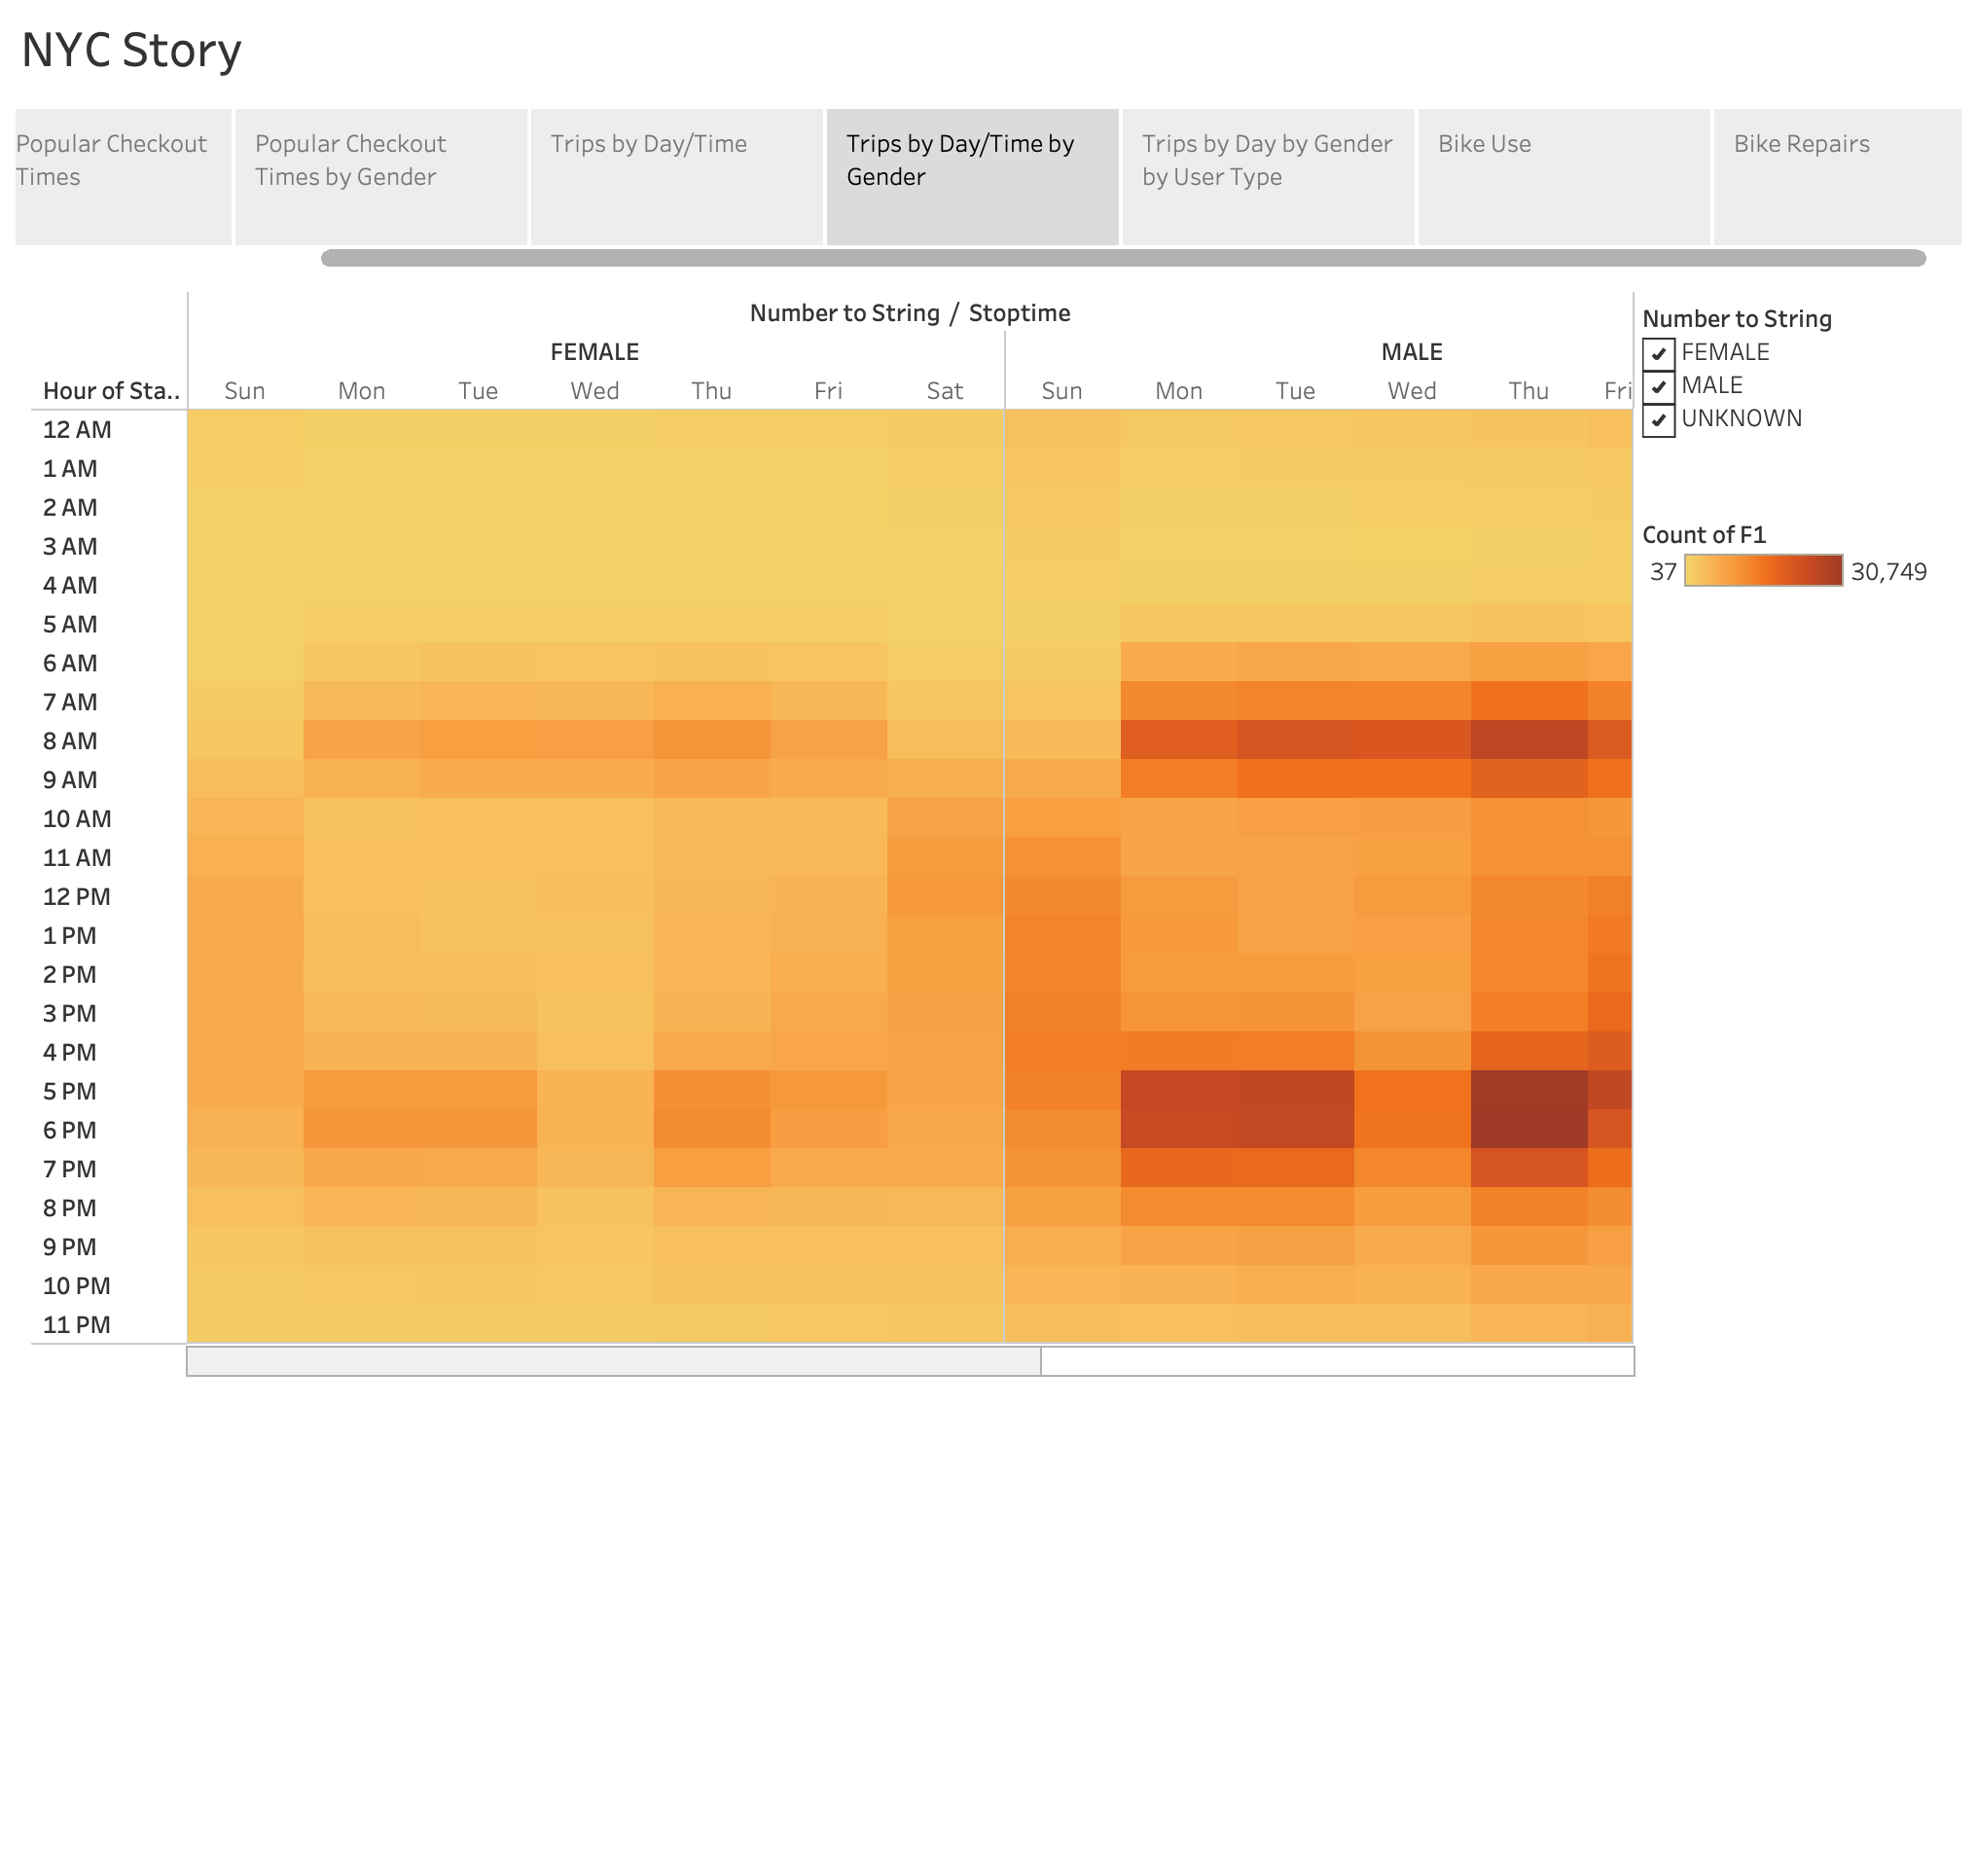 NYC Story
Popular Checkout
Times
Popular Checkout
Times by Gender
Trips by Day/Time
Trips by Day/Time by
Gender
Trips by Day by Gender
by User Type
Bike Use
Bike Repairs
Number to String / Stoptime
FEMALE MALE
Hour of Sta.. Sun Mon Tue Wed Thu Fri Sat Sun Mon Tue Wed Thu Fri
12 AM
1 AM
2 AM
3 AM
4 AM
5 AM
6 AM
7 AM
8 AM
9 AM
10 AM
11 AM
12 PM
1 PM
2 PM
3 PM
4 PM
5 PM
6 PM
7 PM
8 PM
9 PM
10 PM
11 PM
Number to String
FEMALE
MALE
UNKNOWN
Count of F1
37 30,749